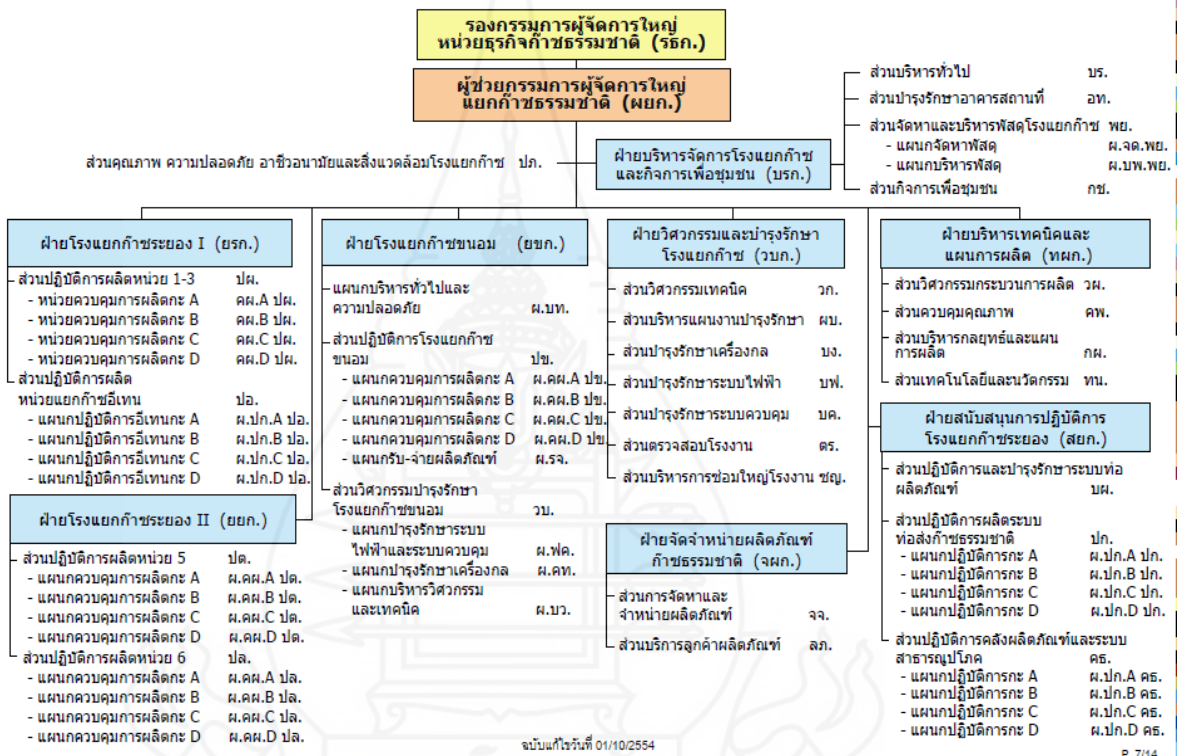 รองกรรมการผู้จัดการใหญ่
หน่วยธุรกิจก๊าซธรรมชาติ (รธก.)
ผู้ช่วยกรรมการผู้จัดการใหญ่
แยกก๊าซธรรมชาติ (ผยก.)
ส่วนคุณภาพ ความปลอดภัย อาชีวอนามัยและสิ่งแวดล้อมโรงแยกก๊าซ ปภ.
ฝ่ายบริหารจัดการโรงแยกก๊าซ
และกิจการเพื่อชุมชน (บรก.)
ส่วนบริหารทั่วไป บร.
ส่วนบำรุงรักษาอาคารสถานที่ อท.
ส่วนจัดหาและบริหารพัสดุโรงแยกก๊าซ พย.
- แผนกจัดหาพัสดุ ผ.จด.พย.
- แผนกบริหารพัสดุ ผ.บพ.พย.
ส่วนกิจการเพื่อชุมชน กช.
ฝ่ายโรงแยกก๊าซระยอง I (ยรก.)
ส่วนปฏิบัติการผลิตหน่วย 1-3 ปผ.
- หน่วยควบคุมการผลิตกะ A คผ.A ปผ.
- หน่วยควบคุมการผลิตกะ B คผ.B ปผ.
- หน่วยควบคุมการผลิตกะ C คผ.C ปผ.
- หน่วยควบคุมการผลิตกะ D คผ.D ปผ.
ส่วนปฏิบัติการผลิต
หน่วยแยกก๊าซอีเทน ปอ.
- แผนกปฏิบัติการอีเทนกะ A ผ.ปก.A ปอ.
- แผนกปฏิบัติการอีเทนกะ B ผ.ปก.B ปอ.
- แผนกปฏิบัติการอีเทนกะ C ผ.ปก.C ปอ.
- แผนกปฏิบัติการอีเทนกะ D ผ.ปก.D ปอ.
ฝ่ายโรงแยกก๊าซระยอง II (ยยก.)
ส่วนปฏิบัติการผลิตหน่วย 5 ปต.
- แผนกควบคุมการผลิตกะ A ผ.คผ.A ปต.
- แผนกควบคุมการผลิตกะ B ผ.คผ.B ปต.
- แผนกควบคุมการผลิตกะ C ผ.คผ.C ปต.
- แผนกควบคุมการผลิตกะ D ผ.คผ.D ปต.
ส่วนปฏิบัติการผลิตหน่วย 6 ปล.
- แผนกควบคุมการผลิตกะ A ผ.คผ.A ปล.
- แผนกควบคุมการผลิตกะ B ผ.คผ.B ปล.
- แผนกควบคุมการผลิตกะ C ผ.คผ.C ปล.
- แผนกควบคุมการผลิตกะ D ผ.คผ.D ปล.
ฝ่ายโรงแยกก๊าซขนอม (ยขก.)
แผนกบริหารทั่วไปและ
ความปลอดภัย ผ.บท.
ส่วนปฏิบัติการโรงแยกก๊าซ
ขนอม ปข.
- แผนกควบคุมการผลิตกะ A ผ.คผ.A ปข.
- แผนกควบคุมการผลิตกะ B ผ.คผ.B ปข.
- แผนกควบคุมการผลิตกะ C ผ.คผ.C ปข.
- แผนกควบคุมการผลิตกะ D ผ.คผ.D ปข.
- แผนกรับ-จ่ายผลิตภัณฑ์ ผ.รจ.
ส่วนวิศวกรรมบำรุงรักษา
โรงแยกก๊าซขนอม วบ.
- แผนกบำรุงรักษาระบบ
ไฟฟ้าและระบบควบคุม ผ.ฟค.
- แผนกบำรุงรักษาเครื่องกล ผ.คท.
- แผนกบริหารวิศวกรรม
และเทคนิค ผ.บว.
ฝ่ายวิศวกรรมและบำรุงรักษา
โรงแยกก๊าซ (วบก.)
ส่วนวิศวกรรมเทคนิค วก.
ส่วนบริหารแผนงานบำรุงรักษา ผบ.
ส่วนบำรุงรักษาเครื่องกล บง.
ส่วนบำรุงรักษาระบบไฟฟ้า บฟ.
ส่วนบำรุงรักษาระบบควบคุม บค.
ส่วนตรวจสอบโรงงาน ตร.
ส่วนบริหารการซ่อมใหญ่โรงงาน ซญ.
ฝ่ายจัดจำหน่ายผลิตภัณฑ์
ก๊าซธรรมชาติ (จผก.)
ส่วนการจัดหาและ
จำหน่ายผลิตภัณฑ์ จจ.
ส่วนบริการลูกค้าผลิตภัณฑ์ ลภ.
ฝ่ายบริหารเทคนิคและ
แผนการผลิต (ทผก.)
ส่วนวิศวกรรมกระบวนการผลิต วผ.
ส่วนควบคุมคุณภาพ คพ.
ส่วนบริหารกลยุทธ์และแผน
การผลิต กผ.
ส่วนเทคโนโลยีและนวัตกรรม ทน.
ฝ่ายสนับสนุนการปฏิบัติการ
โรงแยกก๊าซระยอง (สยก.)
ส่วนปฏิบัติการและบำรุงรักษาระบบท่อ
ผลิตภัณฑ์ บผ.
ส่วนปฏิบัติการผลิตระบบ
ท่อส่งก๊าซธรรมชาติ ปก.
- แผนกปฏิบัติการกะ A ผ.ปก.A ปก.
- แผนกปฏิบัติการกะ B ผ.ปก.B ปก.
- แผนกปฏิบัติการกะ C ผ.ปก.C ปก.
- แผนกปฏิบัติการกะ D ผ.ปก.D ปก.
ส่วนปฏิบัติการคลังผลิตภัณฑ์และระบบ
สาธารณูปโภค คธ.
- แผนกปฏิบัติการกะ A ผ.ปก.A คธ.
- แผนกปฏิบัติการกะ B ผ.ปก.B คธ.
- แผนกปฏิบัติการกะ C ผ.ปก.C คธ.
- แผนกปฏิบัติการกะ D ผ.ปก.D คธ.
ฉบับแก้ไขวันที่ 01/10/2554
P. 7/14